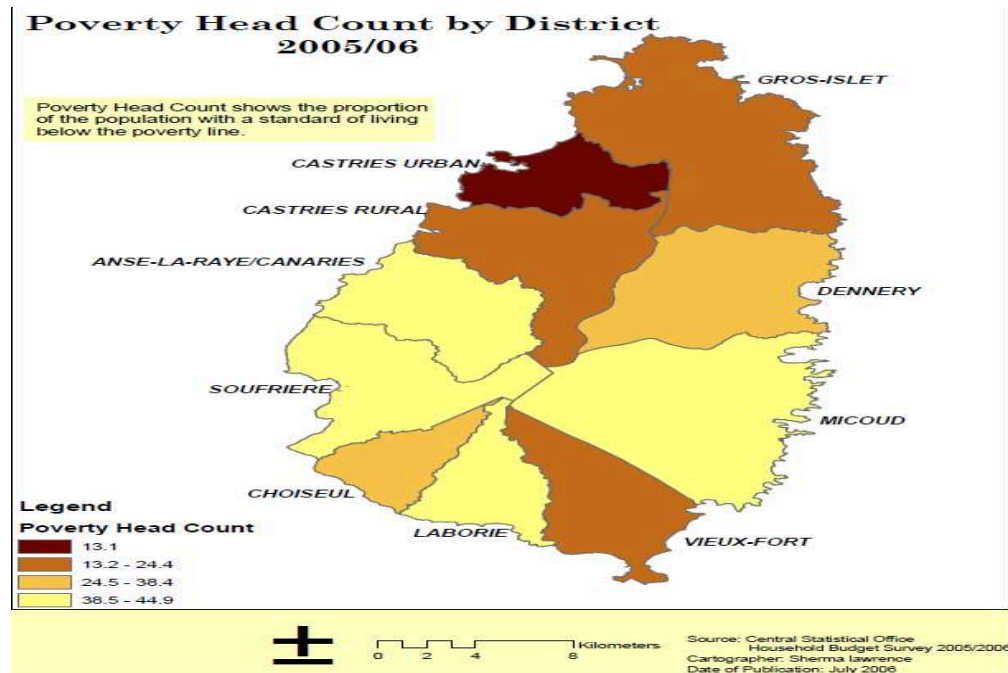 Poverty Head Count by District
2005/06
Poverty Head Count shows the proportion
of the population with a standard of living
below the poverty line.
GROS-ISLET
CASTRIES URBAN
CASTRIES RURAL
ANSE-LA-RAYE/CANARIES
DENNERY
SOUFRIERE
MICOUD
CHOISEUL
LABORIE
VIEUX-FORT
Legend
Poverty Head Count
13.1
13.2 - 24.4
24.5 - 38.4
38.5 - 44.9
Kilometers
0 2 4 8
Source: Central Statistical Office
Household Budget Survey 2005/2006
Cartographer: Sherma lawrence
Date of Publication: July 2006